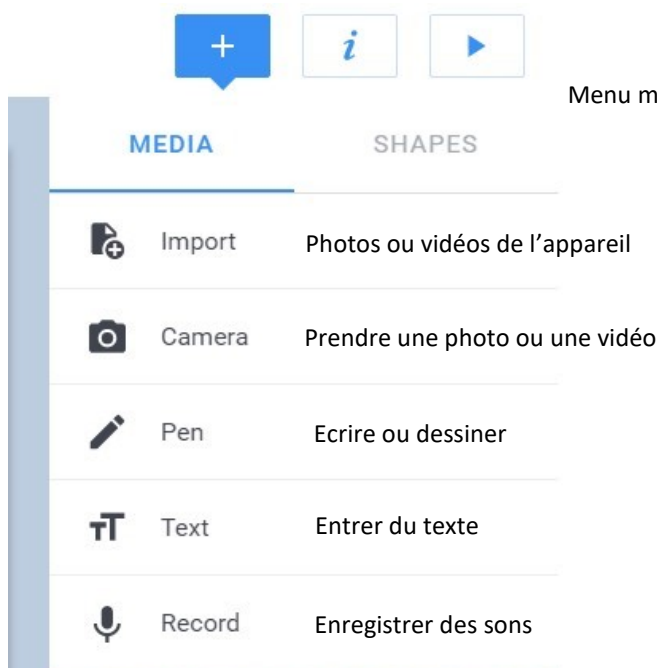 + i
Menu m
MEDIA SHAPES
Import Photos ou vidéos de l’appareil
Camera Prendre une photo ou une vidéo
Pen Ecrire ou dessiner
Text Entrer du texte
Record Enregistrer des sons